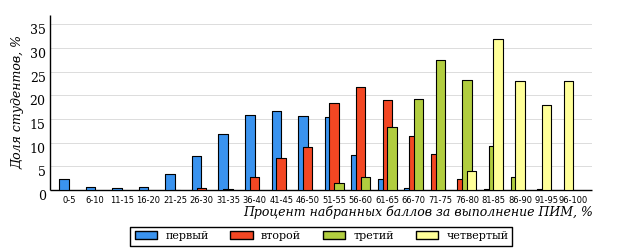 Доля студентов, %
35
30
25
20
15
10
5
0
0-5 6-10 11-15 16-20 21-25 26-30 31-35 36-40 41-45 46-50 51-55 56-60 61-65 66-70 71-75 76-80 81-85 86-90 91-95 96-100
Процент набранных баллов за выполнение ПИМ, %
первый второй третий четвертый